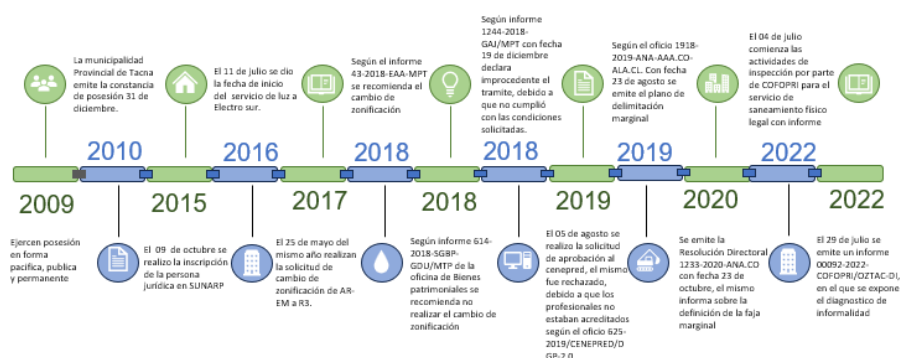 La municipalidad
Provincial de Tacna
emite la constancia
de posesión 31 de
diciembre.
El 11 de julio se dio
la fecha de inicio
del servicio de luz a
Electro sur.
Según el informe
43-2018-EAA-MPT
se recomienda el
cambio de
zonificación
Según informe
1244-2018-
GAJ/MPT con fecha
19 de diciembre
declara
improcedente el
tramite, debido a
que no cumplió
con las condiciones
solicitadas.
Según el oficio 1918-
2019-ANA-AAA.CO-
ALA.CL. Con fecha
23 de agosto se
emite el plano de
delimitación
marginal
El 04 de julio
comienza las
actividades de
inspección por parte
de COFOPRI para el
servicio de
saneamiento físico
legal con informe
2010
2016
2018
2018
2019
2022
2009
2015
2017
2018
2019
2020
2022
Ejercen posesión
en forma
pacifica, publica
y permanente
El 09 de octubre se
realizo la inscripción
de la persona
jurídica en SUNARP
El 25 de mayo del
mismo año realizan
la solicitud de
cambio de
zonificación de AR-
EM a R3.
Según informe 614-
2018-SGBP-
GDU/MTP de la
oficina de Bienes
patrimoniales se
recomienda no
realizar el cambio de
zonificación
El 05 de agosto se
realizo la solicitud
de aprobación al
cenepred, el mismo
fue rechazado,
debido a que los
profesionales no
estaban acreditados
según el oficio 625-
2019/CENEPRED/D
GP-2.0
Se emite la
Resolución Directoral
1233-2020-ANA.CO
con fecha 23 de
octubre, el mismo
informa sobre la
definición de la faja
marginal
El 29 de julio se
emite un informe
00092-2022-
COFOPRI/OZTAC-DI,
en el que se expone
el diagnostico de
informalidad